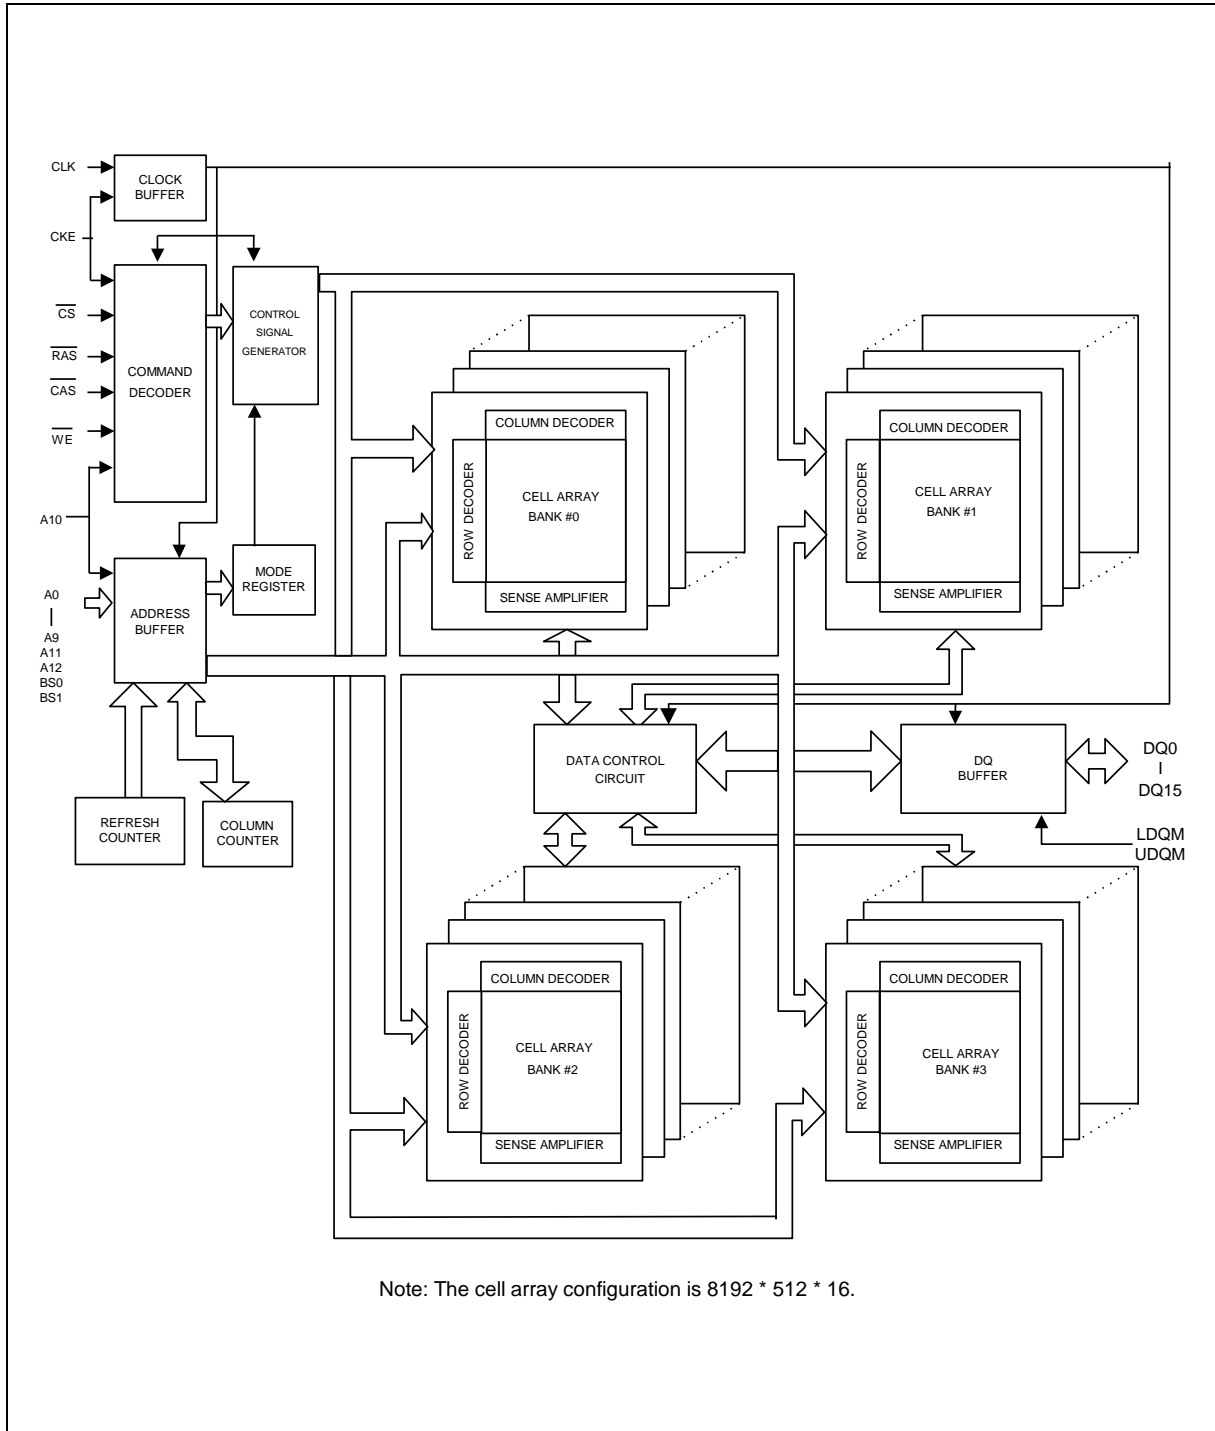 CLK
CLOCK
BUFFER
CKE
CS
RAS
CAS
WE
A10
COMMAND
DECODER
CONTROL
SIGNAL
GENERATOR
A0
A9
A11
A12
BS0
BS1
ADDRESS
BUFFER
MODE
REGISTER
REFRESH
COUNTER
COLUMN
COUNTER
COLUMN DECODER
ROW DECODER
CELL ARRAY
BANK #0
SENSE AMPLIFIER
COLUMN DECODER
ROW DECODER
CELL ARRAY
BANK #1
SENSE AMPLIFIER
DATA CONTROL
CIRCUIT
DQ
BUFFER
DQ0
DQ15
LDQM
UDQM
COLUMN DECODER
ROW DECODER
CELL ARRAY
BANK #2
SENSE AMPLIFIER
COLUMN DECODER
ROW DECODER
CELL ARRAY
BANK #3
SENSE AMPLIFIER
Note: The cell array configuration is 8192 * 512 * 16.